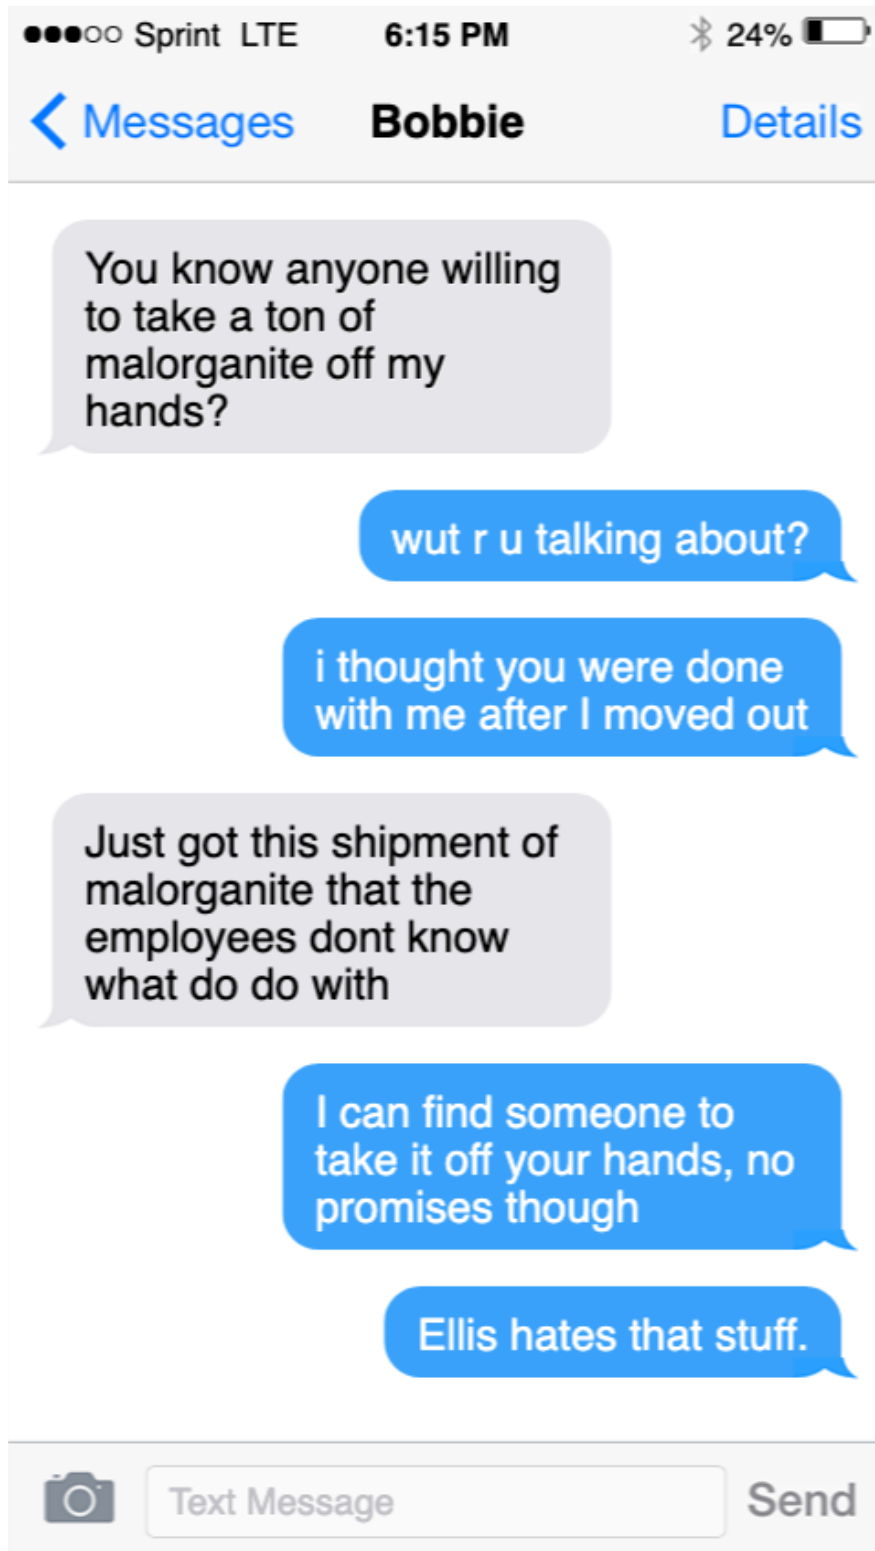 Sprint LTE 6:15 PM 24%
Messages Bobbie Details
You know anyone willing
to take a ton of
malorganite off my
hands?
wut r u talking about?
i thought you were done
with me after I moved out
Just got this shipment of
malorganite that the
employees dont know
what do do with
I can find someone to
take it off your hands, no
promises though
Ellis hates that stuff.
Text Message Send